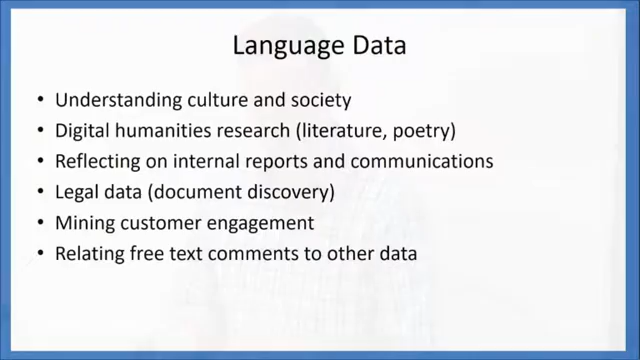 Language Data
• Understanding culture and society
• Digital humanities research (literature, poetry)
• Reflecting on internal reports and communications
• Legal data (document discovery)
• Mining customer engagement
• Relating free text comments to other data